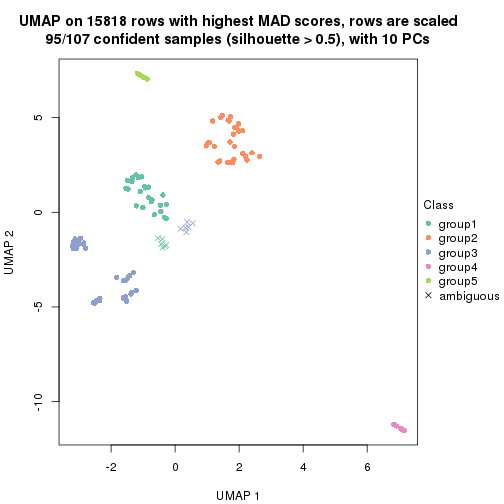 UMAP on 15818 rows with highest MAD scores, rows are scaled
95/107 confident samples (silhouette > 0.5), with 10 PCs
5
0
-5
-10
UMAP 2
-2
0
2
4
6
UMAP 1
Class
group1
group2
group3
group4
group5
ambiguous